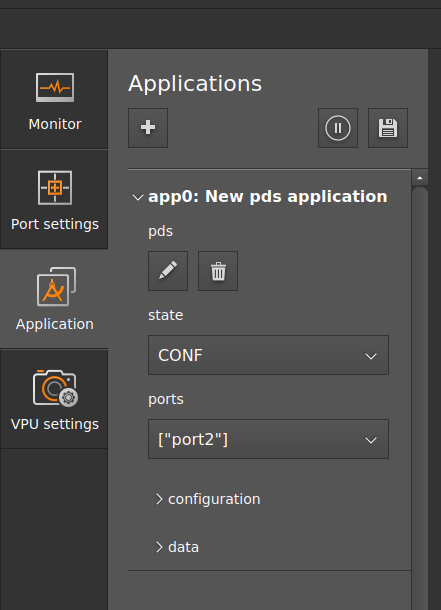 Applications
Monitor
Port settings
Application
VPU settings
app0: New pds application
pds
state
CONF
ports
["port2"]
configuration
data